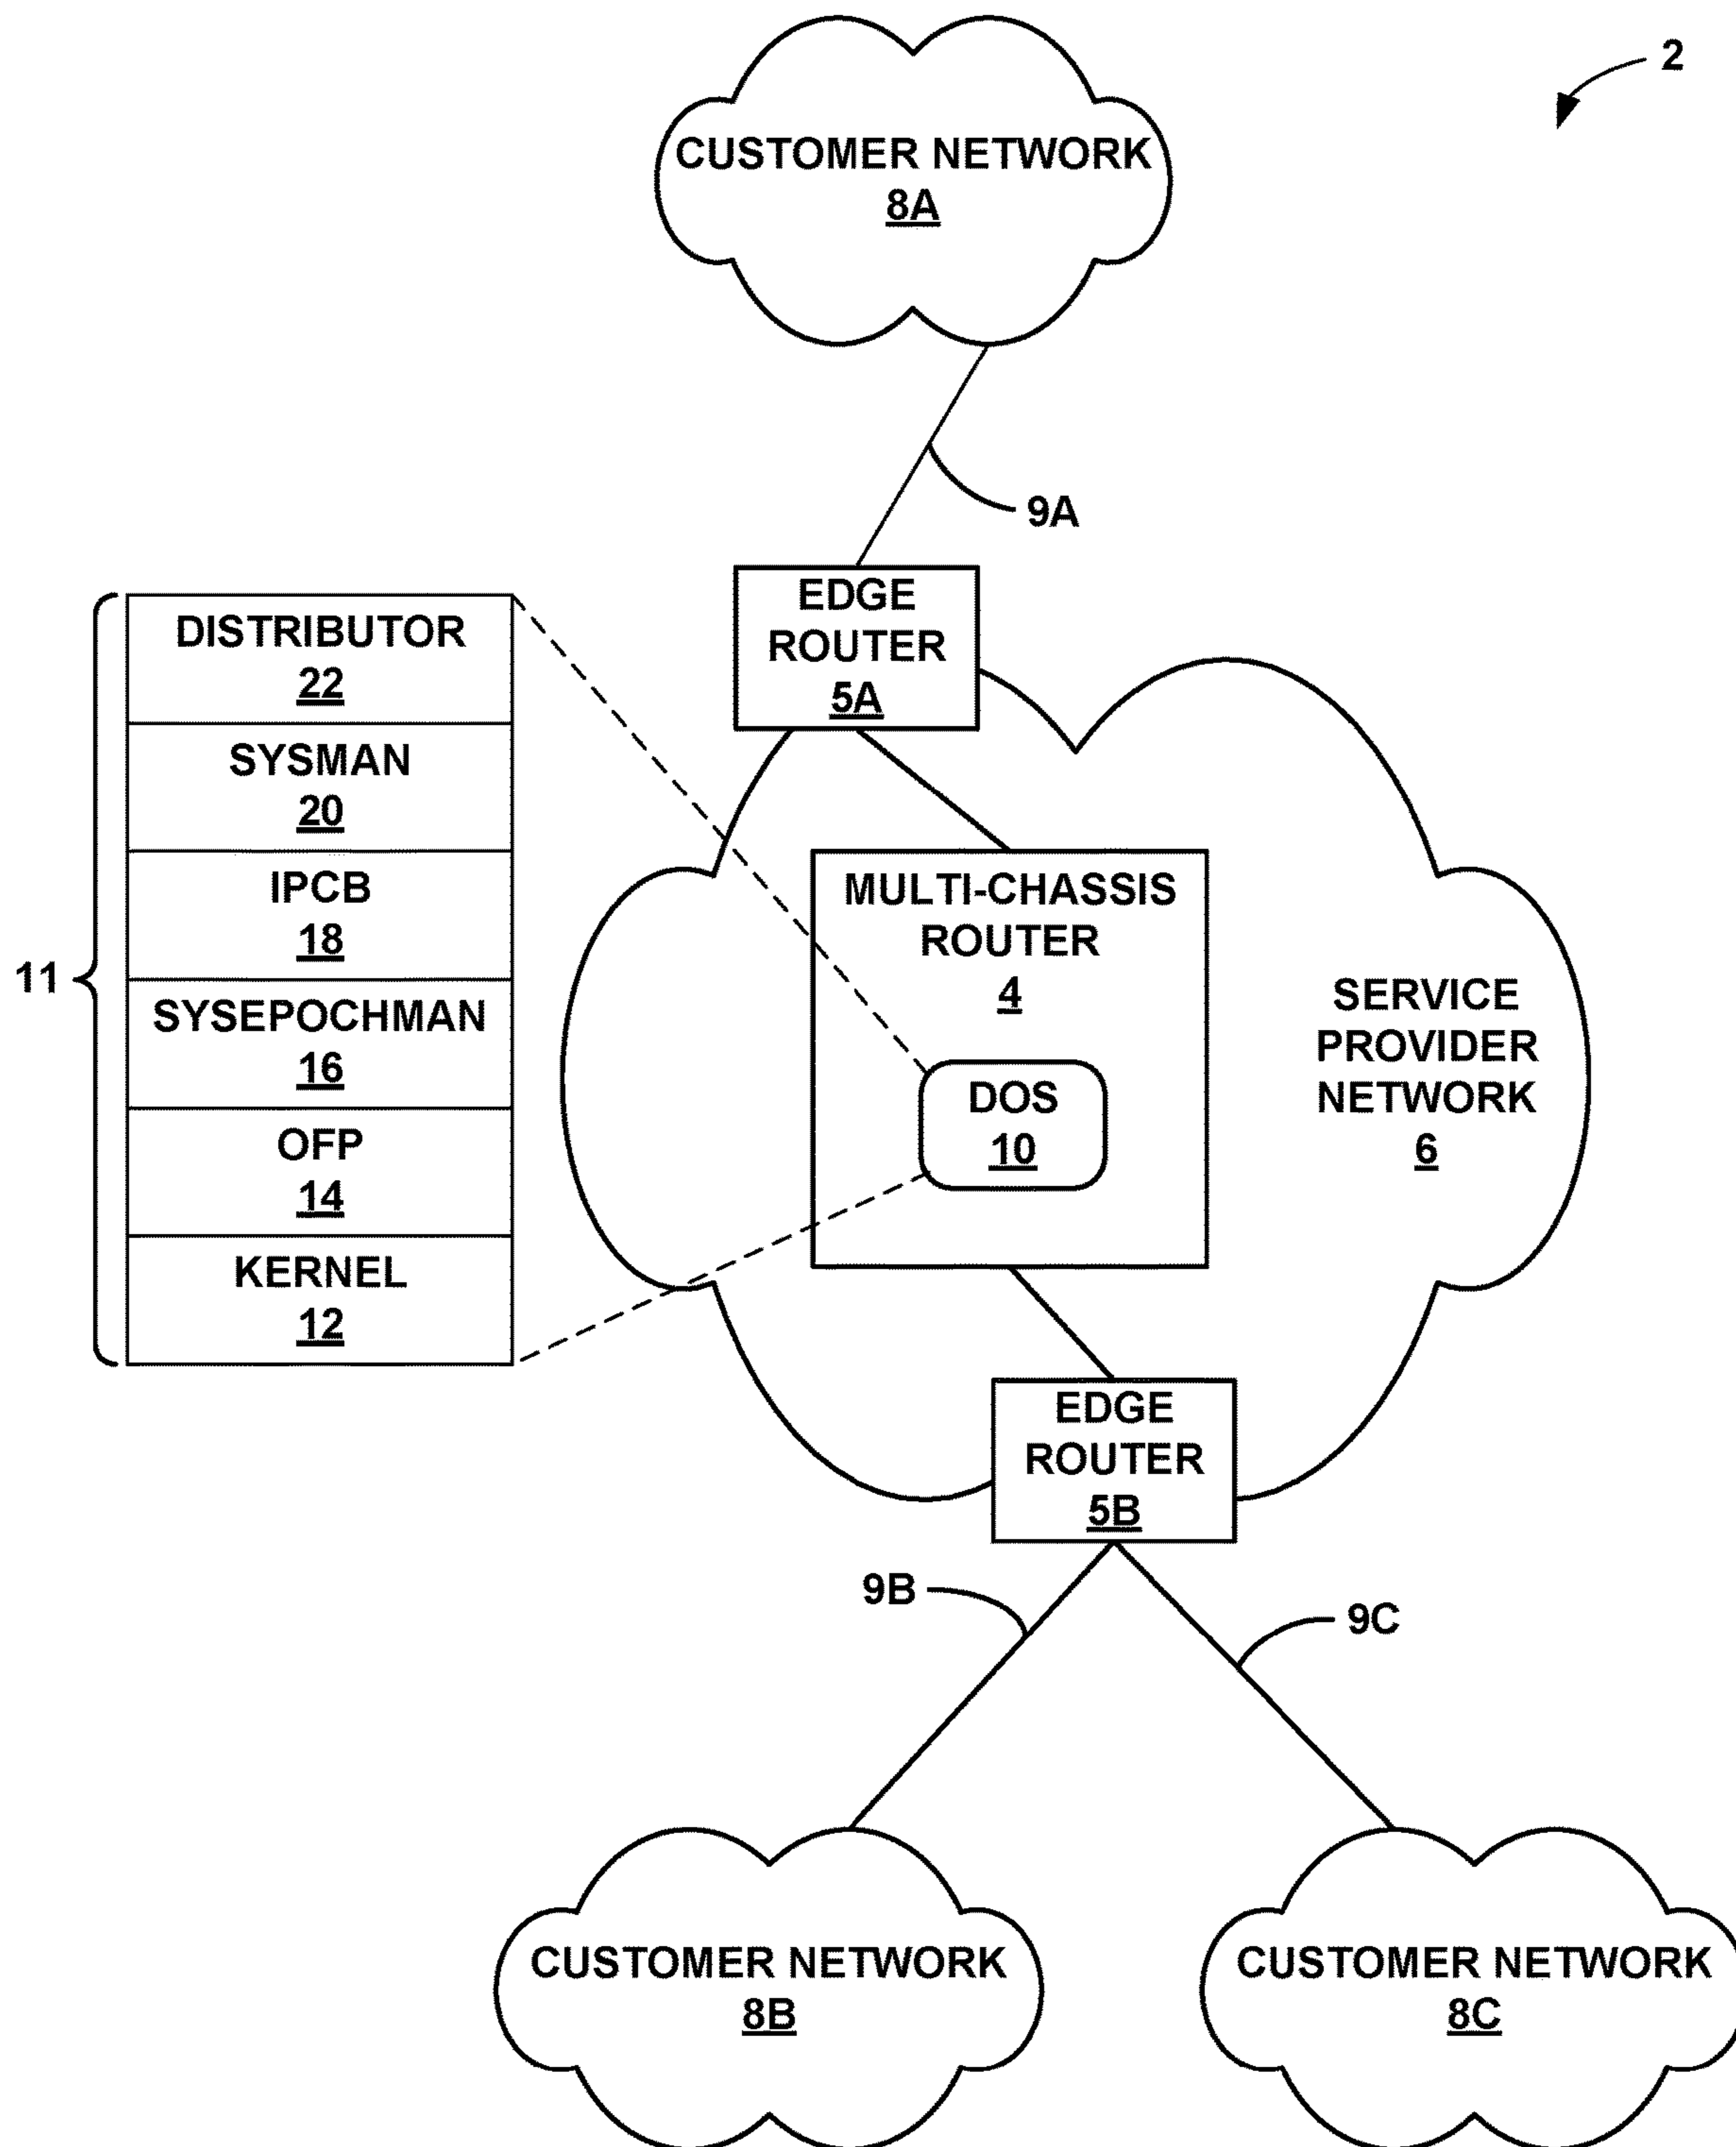 2
CUSTOMER NETWORK
8A
9A
EDGE
ROUTER
5A
DISTRIBUTOR
22
SYSMAN
20
IPCB
18
11
SYSEPOCHMAN
16
OFP
14
KERNEL
12
MULTI-CHASSIS
ROUTER
4
DOS
10
SERVICE
PROVIDER
NETWORK
6
EDGE
ROUTER
5B
9B
9C
CUSTOMER NETWORK
8B
CUSTOMER NETWORK
8C